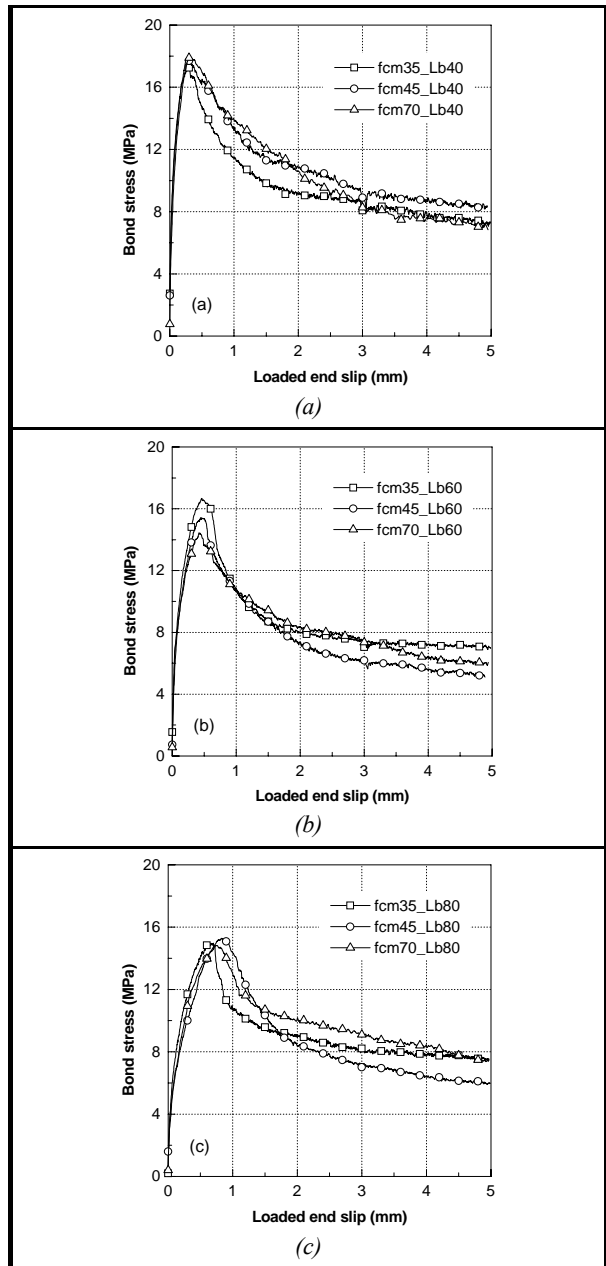 20
16
12
8
4
0
Bond stress (MPa)
fcm35_Lb40
fcm45_Lb40
fcm70_Lb40
(a)
0 1 2 3 4 5
Loaded end slip (mm)
(a)
20
16
12
8
4
0
Bond stress (MPa)
fcm35_Lb60
fcm45_Lb60
fcm70_Lb60
(b)
0 1 2 3 4 5
Loaded end slip (mm)
(b)
20
16
12
8
4
0
Bond stress (MPa)
fcm35_Lb80
fcm45_Lb80
fcm70_Lb80
(c)
0 1 2 3 4 5
Loaded end slip (mm)
(c)